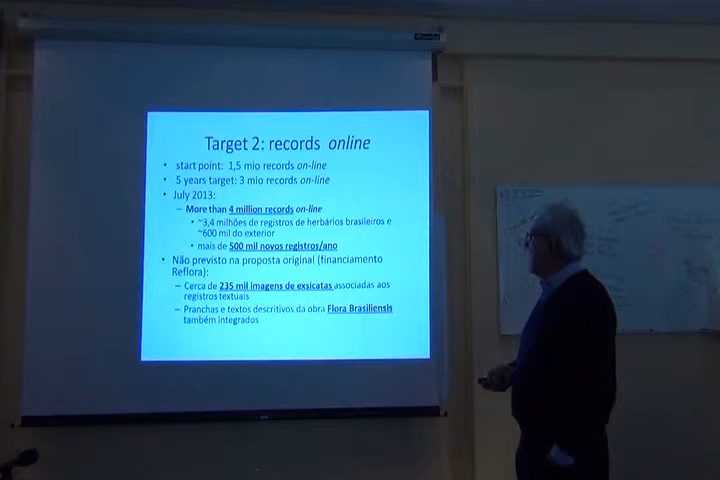 Target 2: records online
• start point: 1,5 mio records on-line
• 5 years target: 3 mio records on-line
• July 2013:
– More than 4 million records on-line
• ~3,4 milhões de registros de herbários brasileiros e
~600 mil do exterior
• mais de 500 mil novos registros/ano
• Não previsto na proposta original (financiamento
Reflora):
– Cerca de 235 mil imagens de exsicatas associadas aos
registros textuais
– Pranchas e textos descritivos da obra Flora Brasiliensis
também integrados